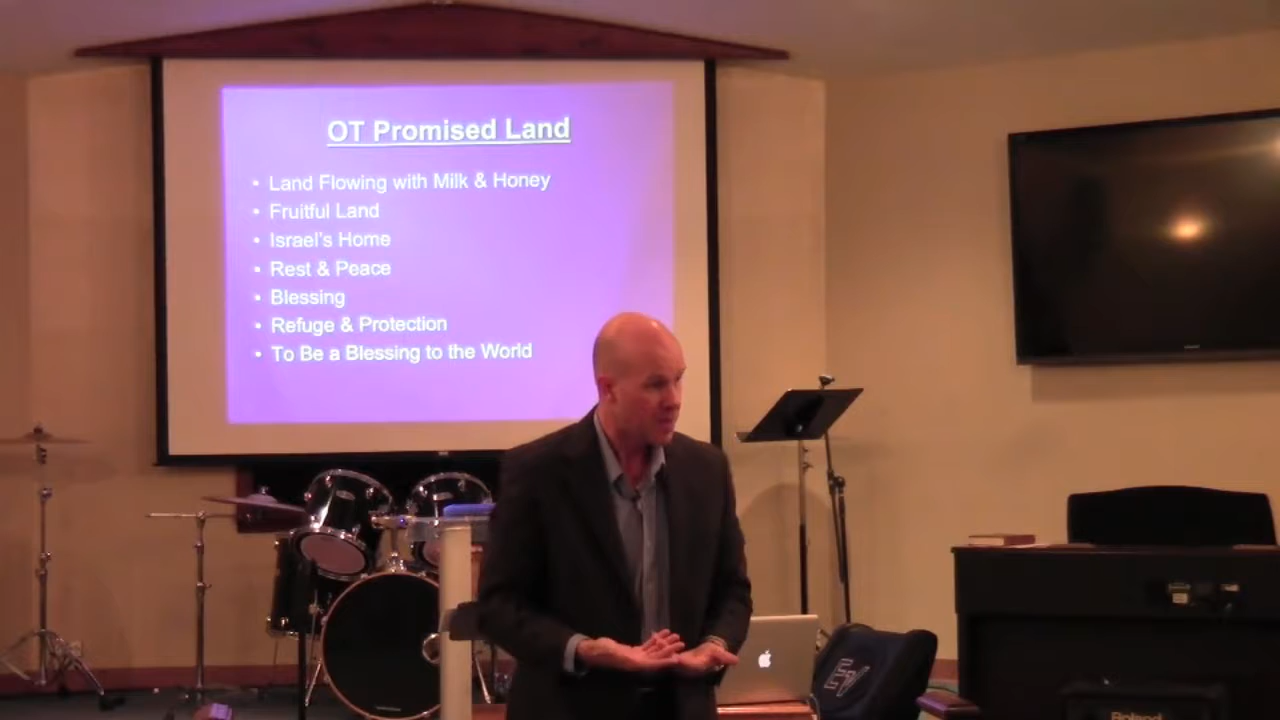 OT Promised Land
• Land Flowing with Milk & Honey
• Fruitful Land
• Israel's Home
• Rest & Peace
• Blessing
• Refuge & Protection
• To Be a Blessing to the World
Roland